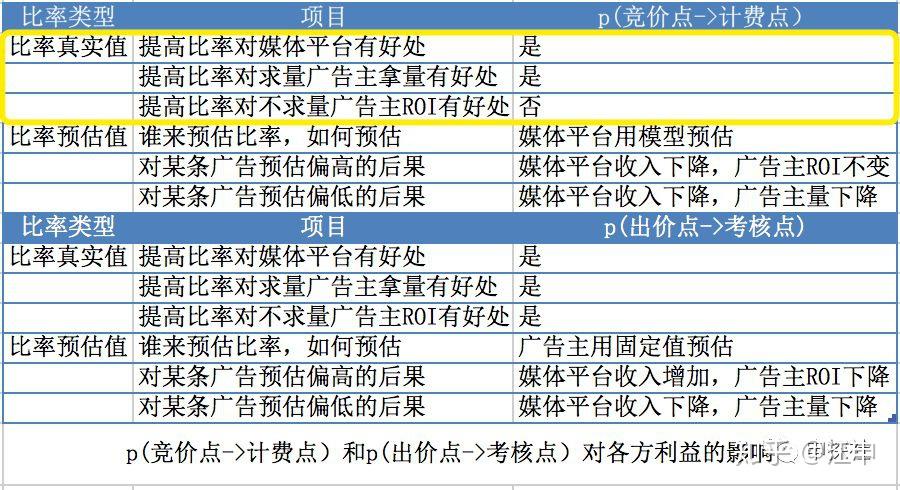 比率类型 项目 p(竞价点->计费点)
比率真实值 提高比率对媒体平台有好处 是
提高比率对求量广告主拿量有好处 是
提高比率对不求量广告主ROI有好处 否
比率预估值 谁来预估比率，如何预估 媒体平台用模型预估
对某条广告预估偏高的后果 媒体平台收入下降，广告主ROI不变
对某条广告预估偏低的后果 媒体平台收入下降，广告主量下降
比率类型 项目 p(出价点->考核点)
比率真实值 提高比率对媒体平台有好处 是
提高比率对求量广告主拿量有好处 是
提高比率对不求量广告主ROI有好处 是
比率预估值 谁来预估比率，如何预估 广告主用固定值预估
对某条广告预估偏高的后果 媒体平台收入增加，广告主ROI下降
对某条广告预估偏低的后果 媒体平台收入下降，广告主量下降
p(竞价点->计费点)和p(出价点->考核点)对各方利益的影响
知乎